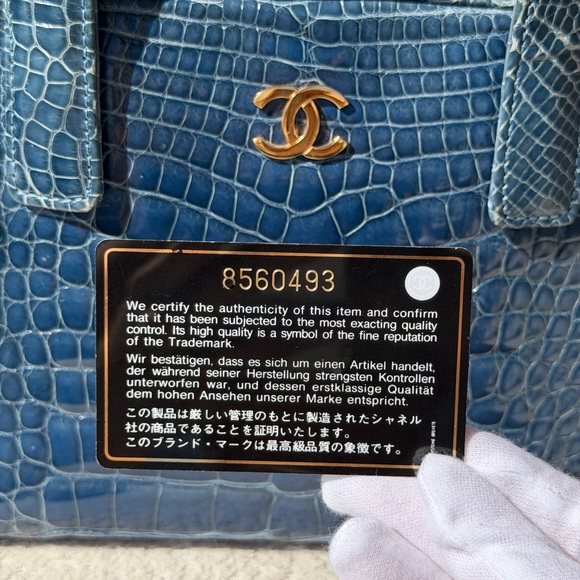 8560493
We certify the authenticity of this item and confirm
that it has been subjected to the most exacting quality
control. Its high quality is a symbol of the fine reputation
of the Trademark.
Wir bestätigen, dass es sich um einen Artikel handelt,
der während seiner Herstellung strengsten Kontrollen
unterworfen war, und dessen erstklassige Qualität
dem hohen Ansehen unserer Marke entspricht.
この製品は厳しい管理のもとに製造されたシャネル
社の商品であることを証明いたします。
このブランド・マークは最高級品質の象徴です。